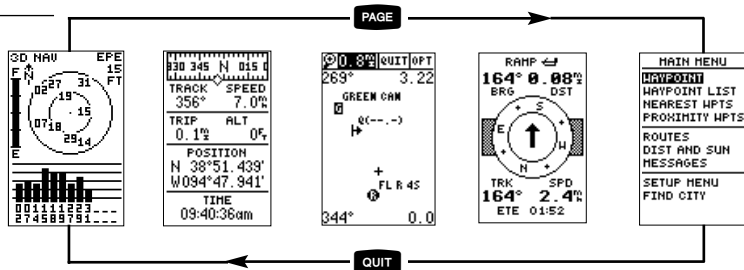 PAGE
3D NAV EPE
15
FT
F N
02 27 31
19
15
07 18
29 14
E
00111223
27458991
330 345 N 015 0
TRACK SPEED
356° 7.0
TRIP ALT
0.1 0
POSITION
N 38°51.439'
W094°47.941'
TIME
09:40:36am
0.8 QUIT OPT
269° 3.22
GREEN CAN
G
(--.-)
FL R 4S
R
344° 0.0
RAMP
164° 0.08
BRG DST
S
E
W
N
TRK SPD
164° 2.4
ETE 01:52
MAIN MENU
WAYPOINT
WAYPOINT LIST
NEAREST WPTS
PROXIMITY WPTS
ROUTES
DIST AND SUN
MESSAGES
SETUP MENU
FIND CITY
QUIT